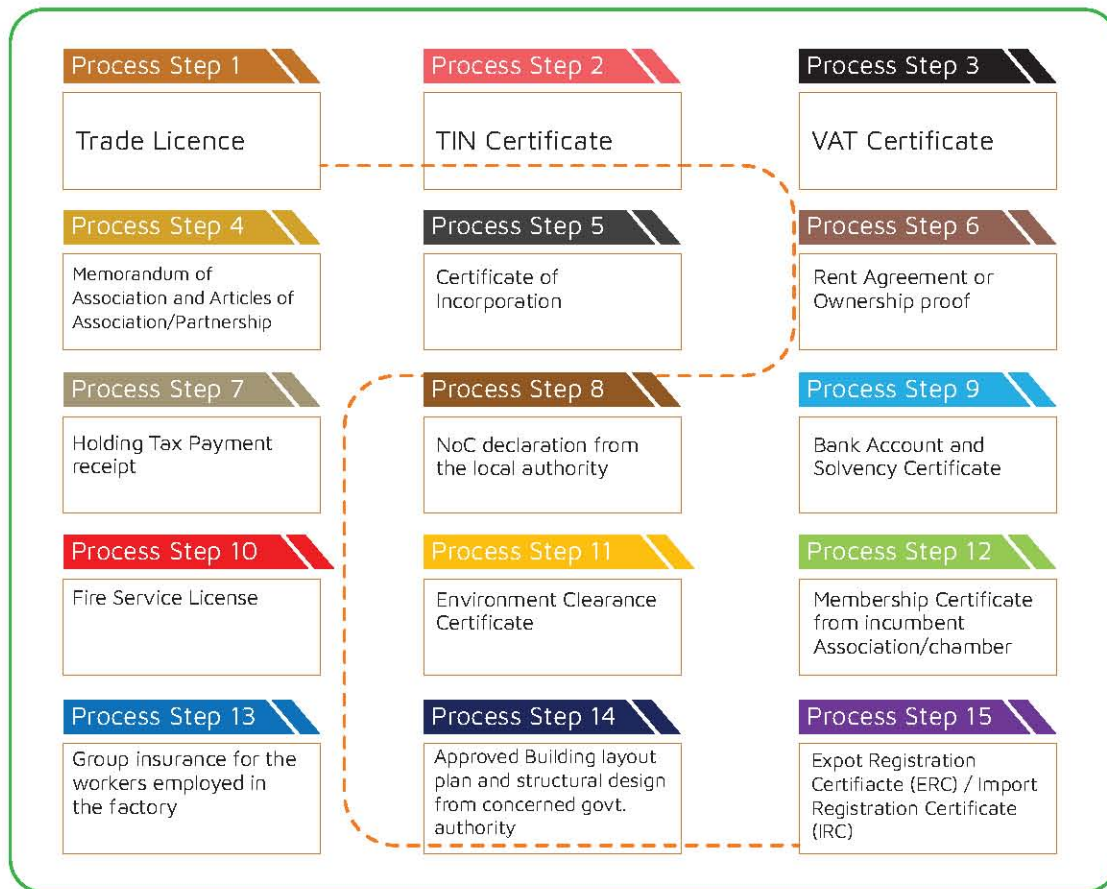 Process Step 1
Trade Licence
Process Step 2
TIN Certificate
Process Step 3
VAT Certificate
Process Step 4
Memorandum of
Association and Articles of
Association/Partnership
Process Step 5
Certificate of
Incorporation
Process Step 6
Rent Agreement or
Ownership proof
Process Step 7
Holding Tax Payment
receipt
Process Step 8
NoC declaration from
the local authority
Process Step 9
Bank Account and
Solvency Certificate
Process Step 10
Fire Service License
Process Step 11
Environment Clearance
Certificate
Process Step 12
Membership Certificate
from incumbent
Association/chamber
Process Step 13
Group insurance for the
workers employed in
the factory
Process Step 14
Approved Building layout
plan and structural design
from concerned govt.
authority
Process Step 15
Expot Registration
Certifiacte (ERC) / Import
Registration Certificate
(IRC)